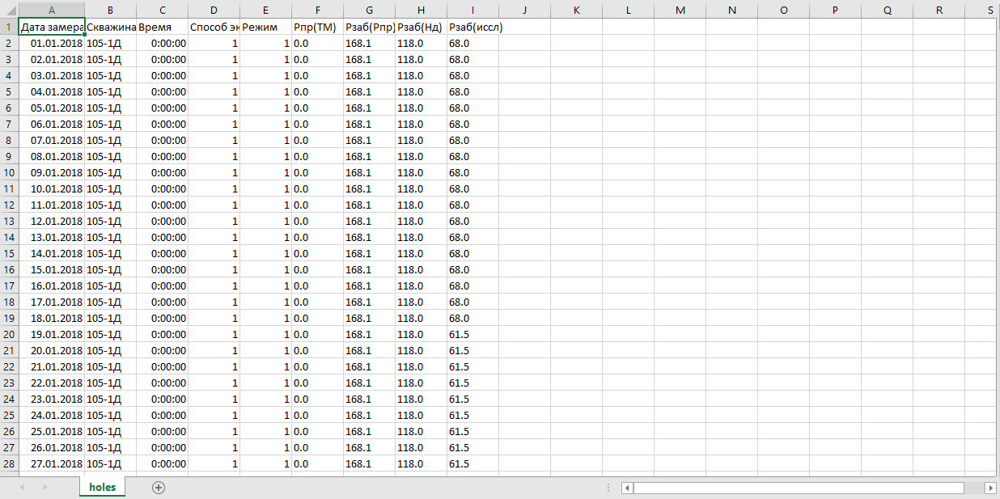 A B C D E F G H I J K L M N O P Q R S
1 Дата замера Скважина Время Способ эк Режим Рпр(ТМ) Рзаб(Рпр) Рзаб(Нд) Рзаб(иссл)
2 01.01.2018 105-1Д 0:00:00 1 1 0.0 168.1 118.0 68.0
3 02.01.2018 105-1Д 0:00:00 1 1 0.0 168.1 118.0 68.0
4 03.01.2018 105-1Д 0:00:00 1 1 0.0 168.1 118.0 68.0
5 04.01.2018 105-1Д 0:00:00 1 1 0.0 168.1 118.0 68.0
6 05.01.2018 105-1Д 0:00:00 1 1 0.0 168.1 118.0 68.0
7 06.01.2018 105-1Д 0:00:00 1 1 0.0 168.1 118.0 68.0
8 07.01.2018 105-1Д 0:00:00 1 1 0.0 168.1 118.0 68.0
9 08.01.2018 105-1Д 0:00:00 1 1 0.0 168.1 118.0 68.0
10 09.01.2018 105-1Д 0:00:00 1 1 0.0 168.1 118.0 68.0
11 10.01.2018 105-1Д 0:00:00 1 1 0.0 168.1 118.0 68.0
12 11.01.2018 105-1Д 0:00:00 1 1 0.0 168.1 118.0 68.0
13 12.01.2018 105-1Д 0:00:00 1 1 0.0 168.1 118.0 68.0
14 13.01.2018 105-1Д 0:00:00 1 1 0.0 168.1 118.0 68.0
15 14.01.2018 105-1Д 0:00:00 1 1 0.0 168.1 118.0 68.0
16 15.01.2018 105-1Д 0:00:00 1 1 0.0 168.1 118.0 68.0
17 16.01.2018 105-1Д 0:00:00 1 1 0.0 168.1 118.0 68.0
18 17.01.2018 105-1Д 0:00:00 1 1 0.0 168.1 118.0 68.0
19 18.01.2018 105-1Д 0:00:00 1 1 0.0 168.1 118.0 68.0
20 19.01.2018 105-1Д 0:00:00 1 1 0.0 168.1 118.0 61.5
21 20.01.2018 105-1Д 0:00:00 1 1 0.0 168.1 118.0 61.5
22 21.01.2018 105-1Д 0:00:00 1 1 0.0 168.1 118.0 61.5
23 22.01.2018 105-1Д 0:00:00 1 1 0.0 168.1 118.0 61.5
24 23.01.2018 105-1Д 0:00:00 1 1 0.0 168.1 118.0 61.5
25 24.01.2018 105-1Д 0:00:00 1 1 0.0 168.1 118.0 61.5
26 25.01.2018 105-1Д 0:00:00 1 1 0.0 168.1 118.0 61.5
27 26.01.2018 105-1Д 0:00:00 1 1 0.0 168.1 118.0 61.5
28 27.01.2018 105-1Д 0:00:00 1 1 0.0 168.1 118.0 61.5
holes